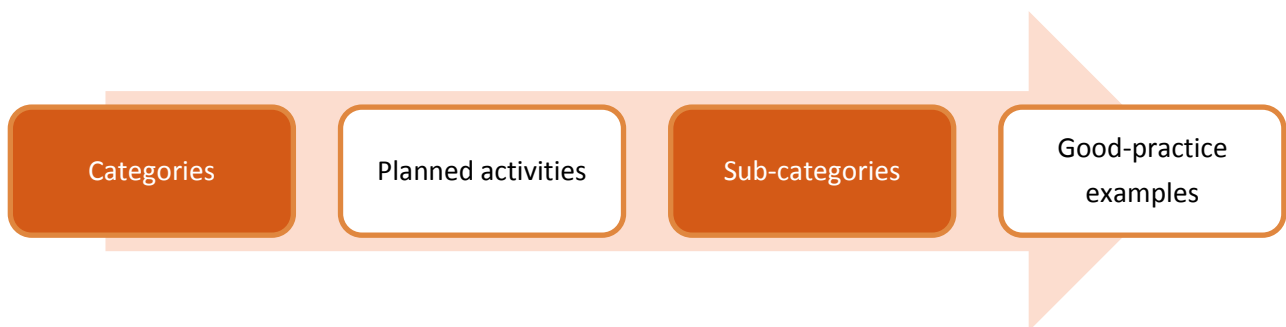 Categories
Planned activities
Sub-categories
Good-practice
examples